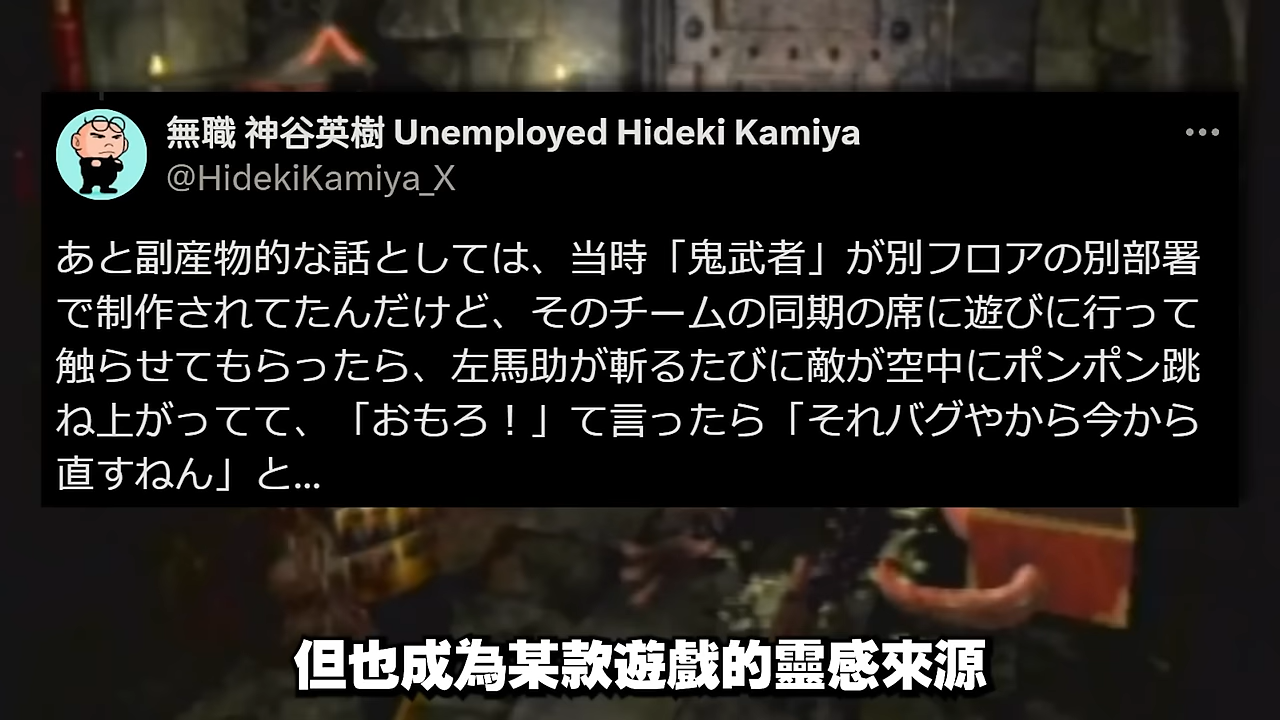 無職 神谷英樹 Unemployed Hideki Kamiya
@HidekiKamiya_X
あと副産物的な話としては、当時「鬼武者」が別フロアの別部署
で制作されてたんだけど、そのチームの同期の席に遊びに行って
触らせてもらったら、左馬助が斬るたびに敵が空中にポンポン跳
ね上がってて、「おもろ！」て言ったら「それバグやから今から
直すねん」と...
但也成為某款遊戲的靈感來源